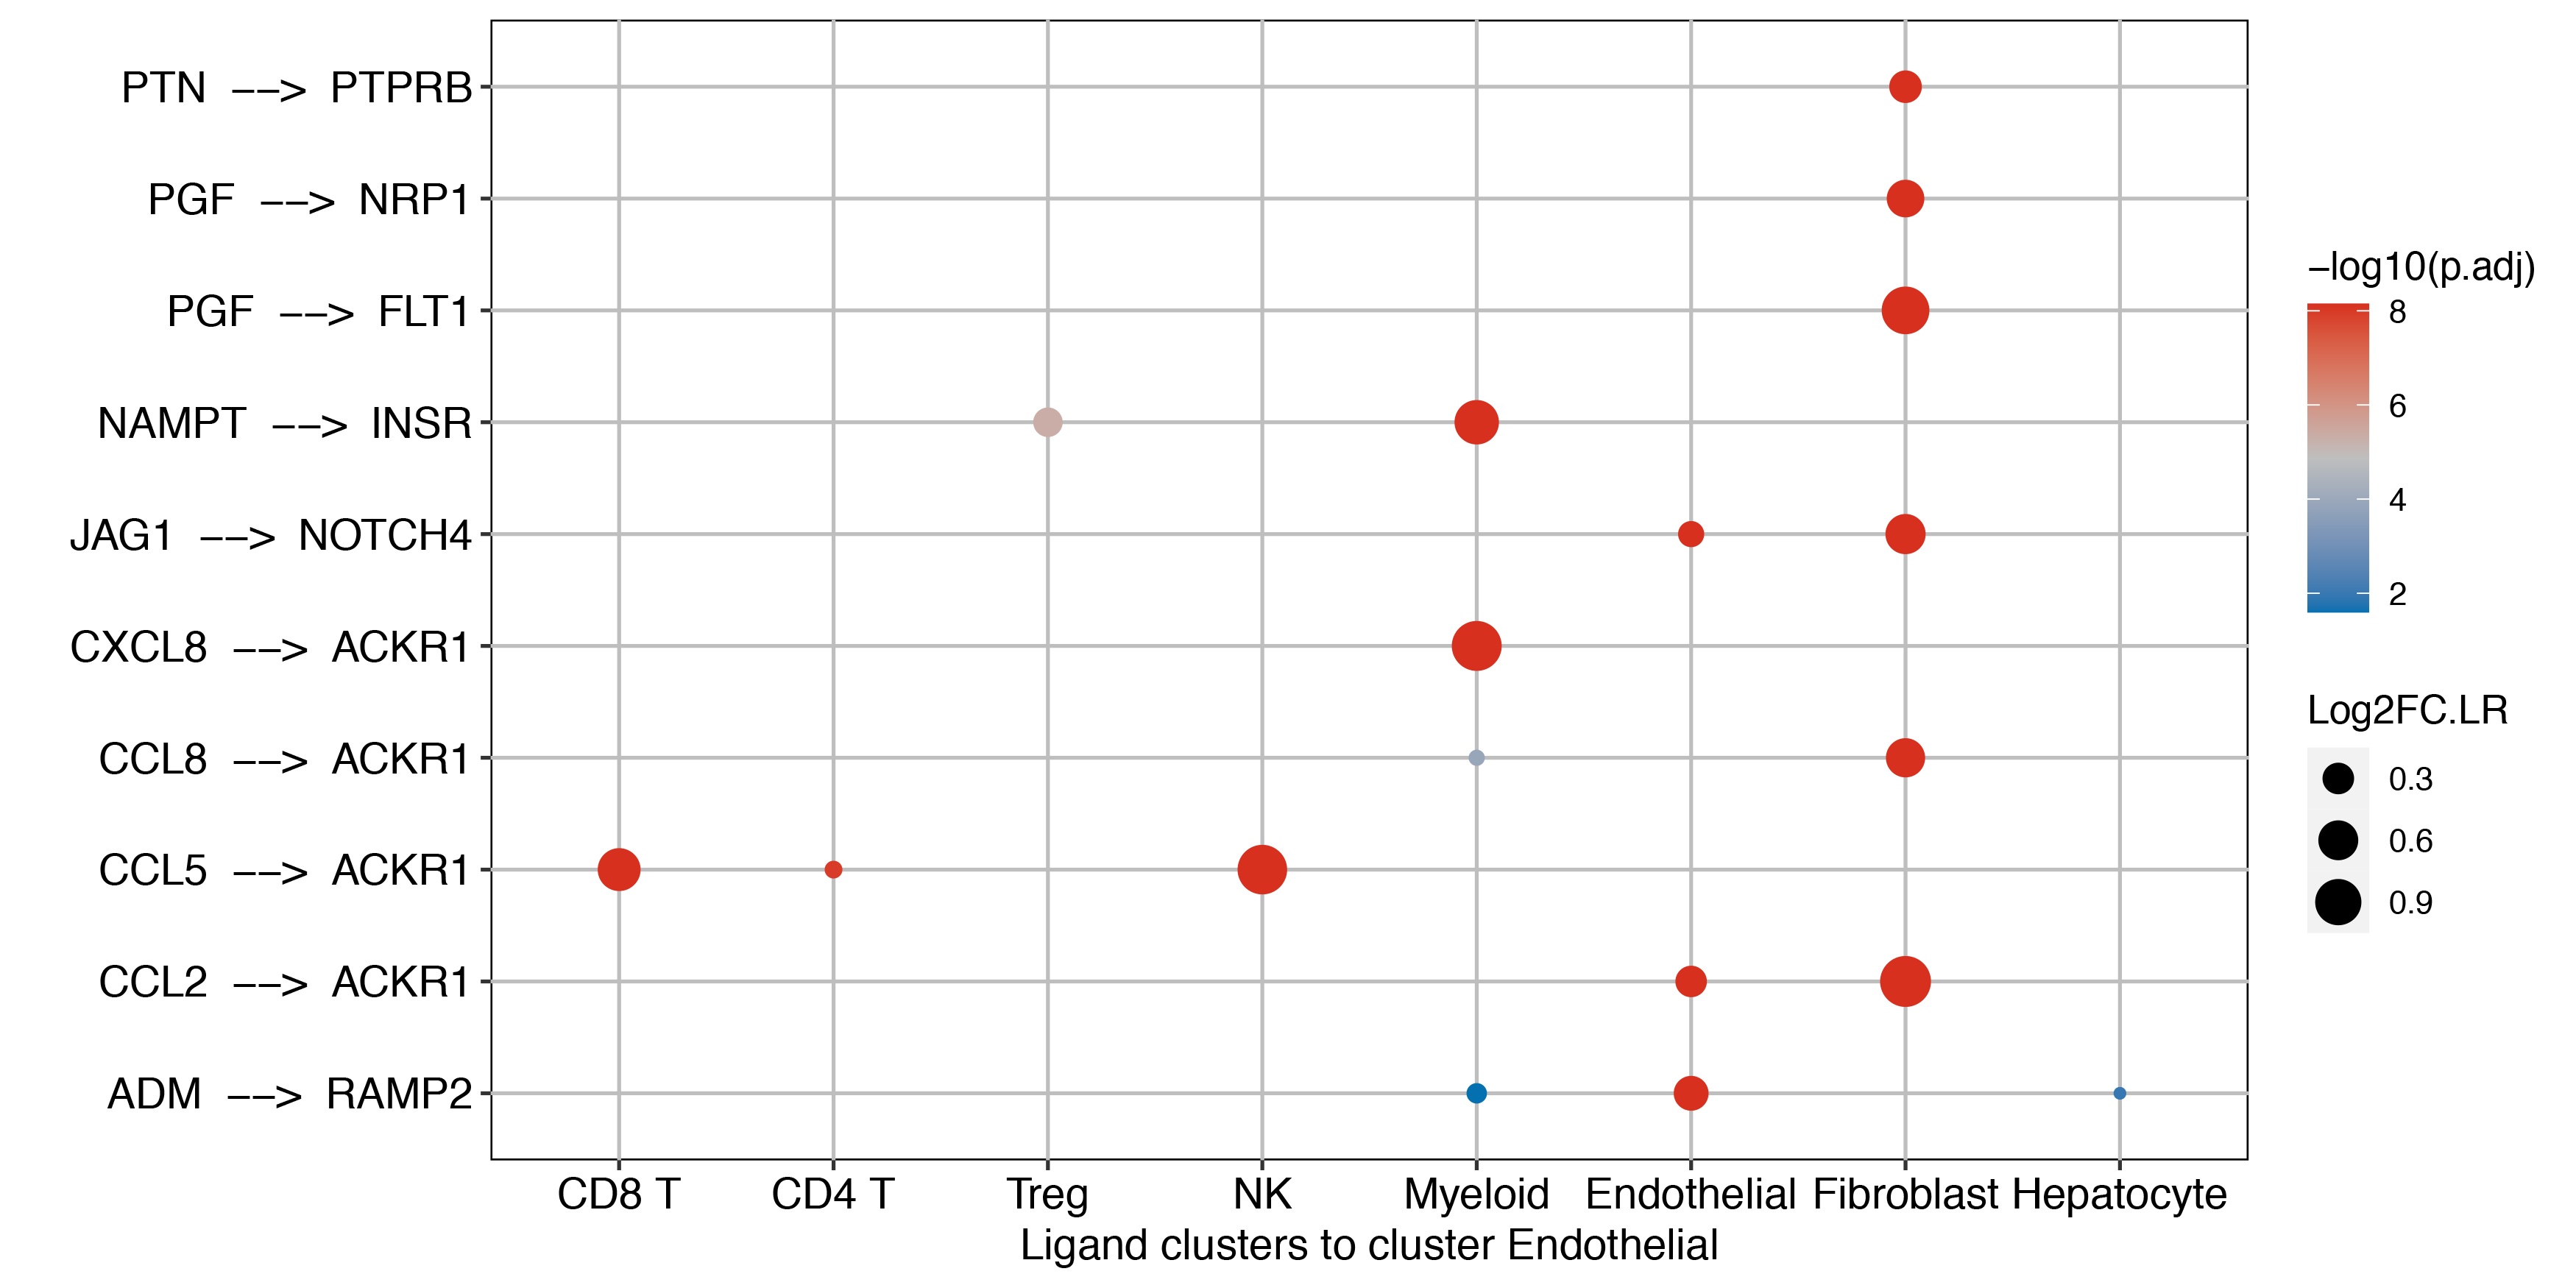 PTN --> PTPRB
PGF --> NRP1
PGF --> FLT1
NAMPT --> INSR
JAG1 --> NOTCH4
CXCL8 --> ACKR1
CCL8 --> ACKR1
CCL5 --> ACKR1
CCL2 --> ACKR1
ADM --> RAMP2
CD8 T CD4 T Treg NK Myeloid Endothelial Fibroblast Hepatocyte
Ligand clusters to cluster Endothelial
−log10(p.adj)
8
6
4
2
Log2FC.LR
0.3
0.6
0.9